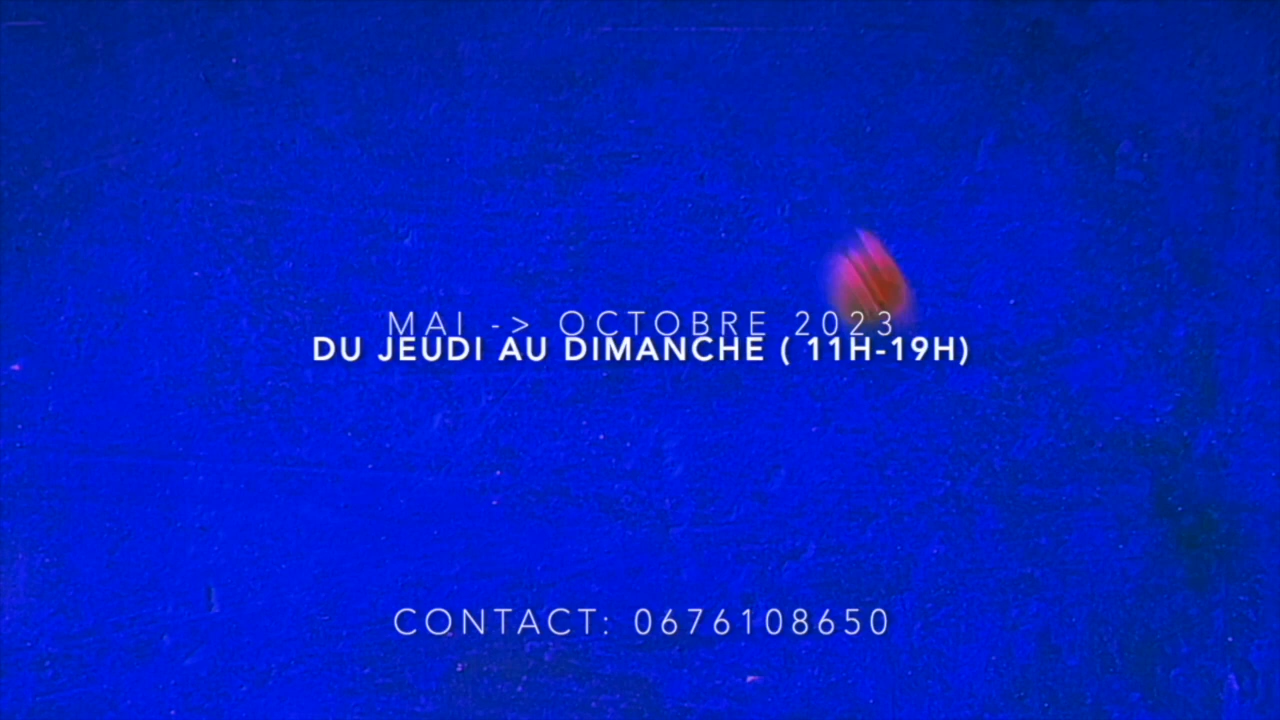 MAI -> OCTOBRE 2023
DU JEUDI AU DIMANCHE ( 11H-19H)
CONTACT: 0676108650